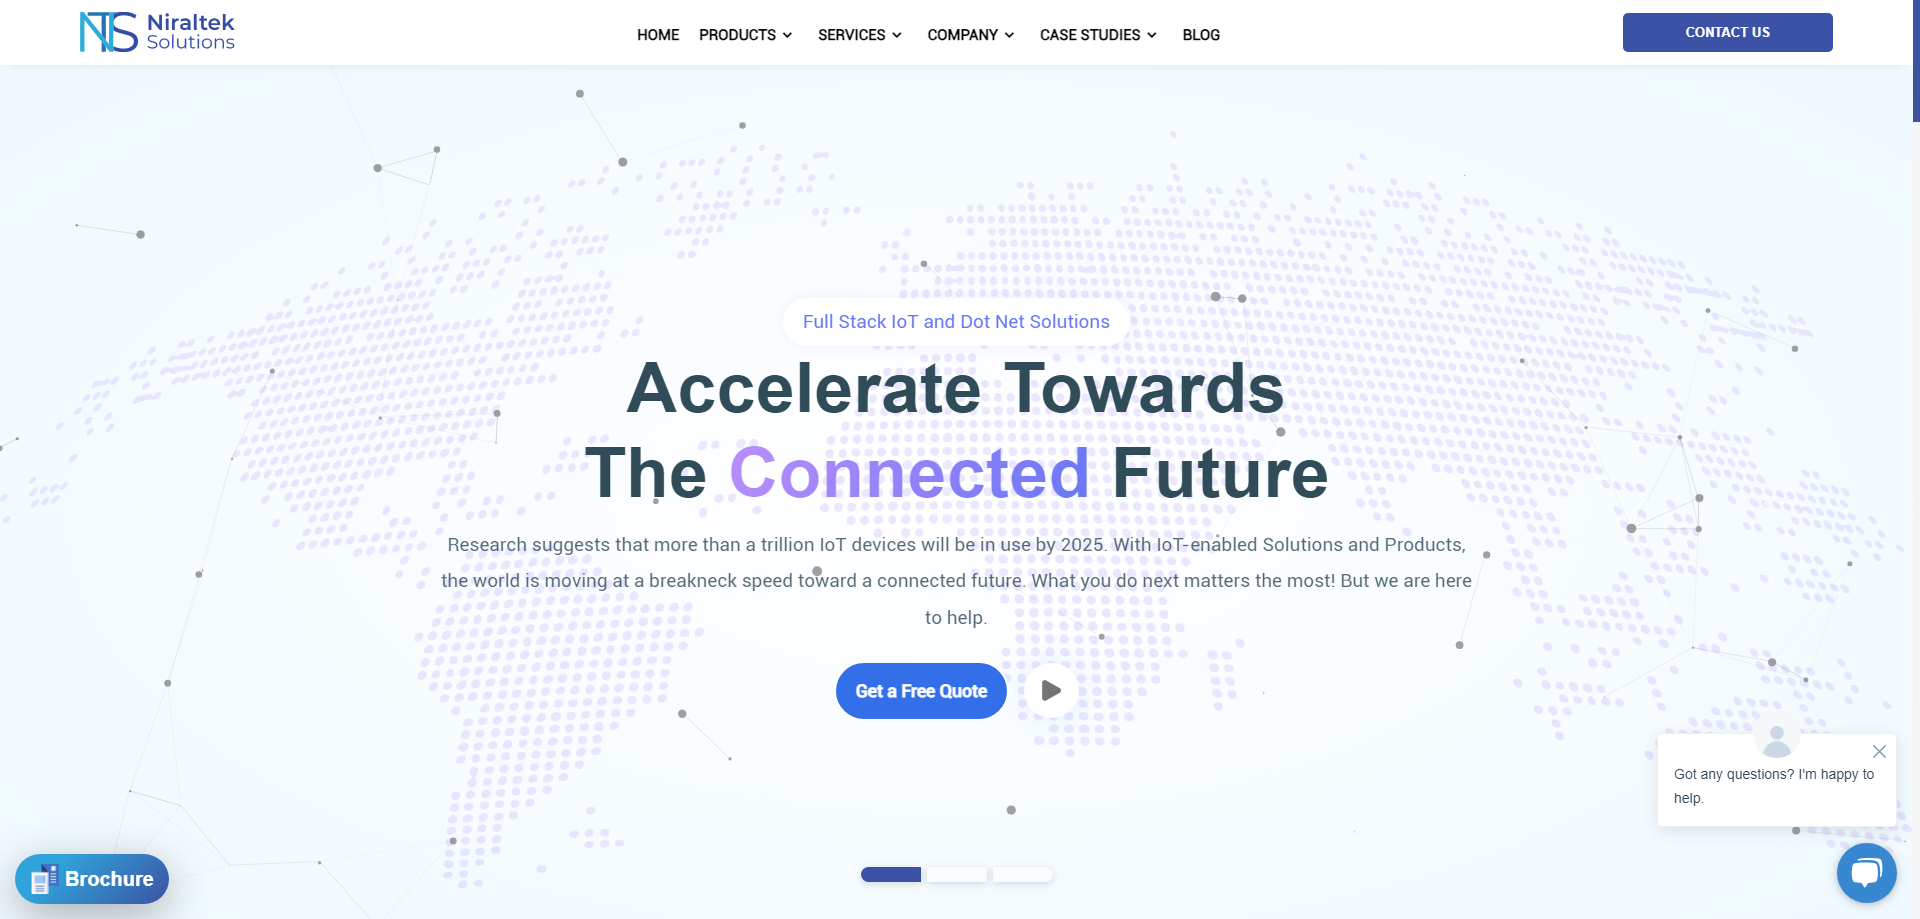 NTS Niraltek Solutions
HOME PRODUCTS SERVICES COMPANY CASE STUDIES BLOG
CONTACT US
Full Stack IoT and Dot Net Solutions
Accelerate Towards
The Connected Future
Research suggests that more than a trillion IoT devices will be in use by 2025. With IoT-enabled Solutions and Products,
the world is moving at a breakneck speed toward a connected future. What you do next matters the most! But we are here
to help.
Get a Free Quote
Got any questions? I'm happy to
help.
Brochure